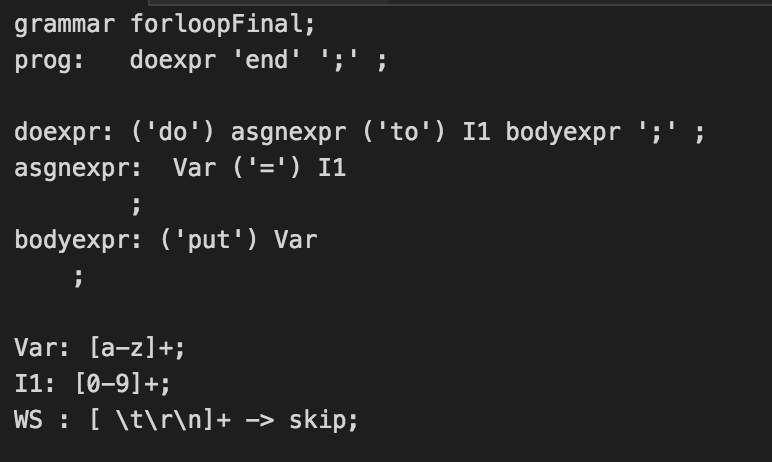 grammar forloopFinal;
prog:   doexpr 'end' ';' ;
doexpr: ('do') asgnexpr ('to') I1 bodyexpr ';' ;
asgnexpr:  Var ('=') I1
        ;
bodyexpr: ('put') Var
    ;
Var: [a-z]+;
I1: [0-9]+;
WS : [ \t\r\n]+ -> skip;